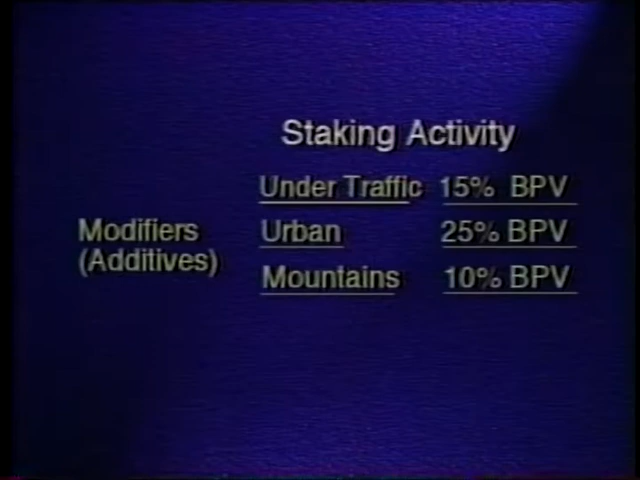 Staking Activity
Under Traffic 15% BPV
Modifiers
(Additives)
Urban 25% BPV
Mountains 10% BPV